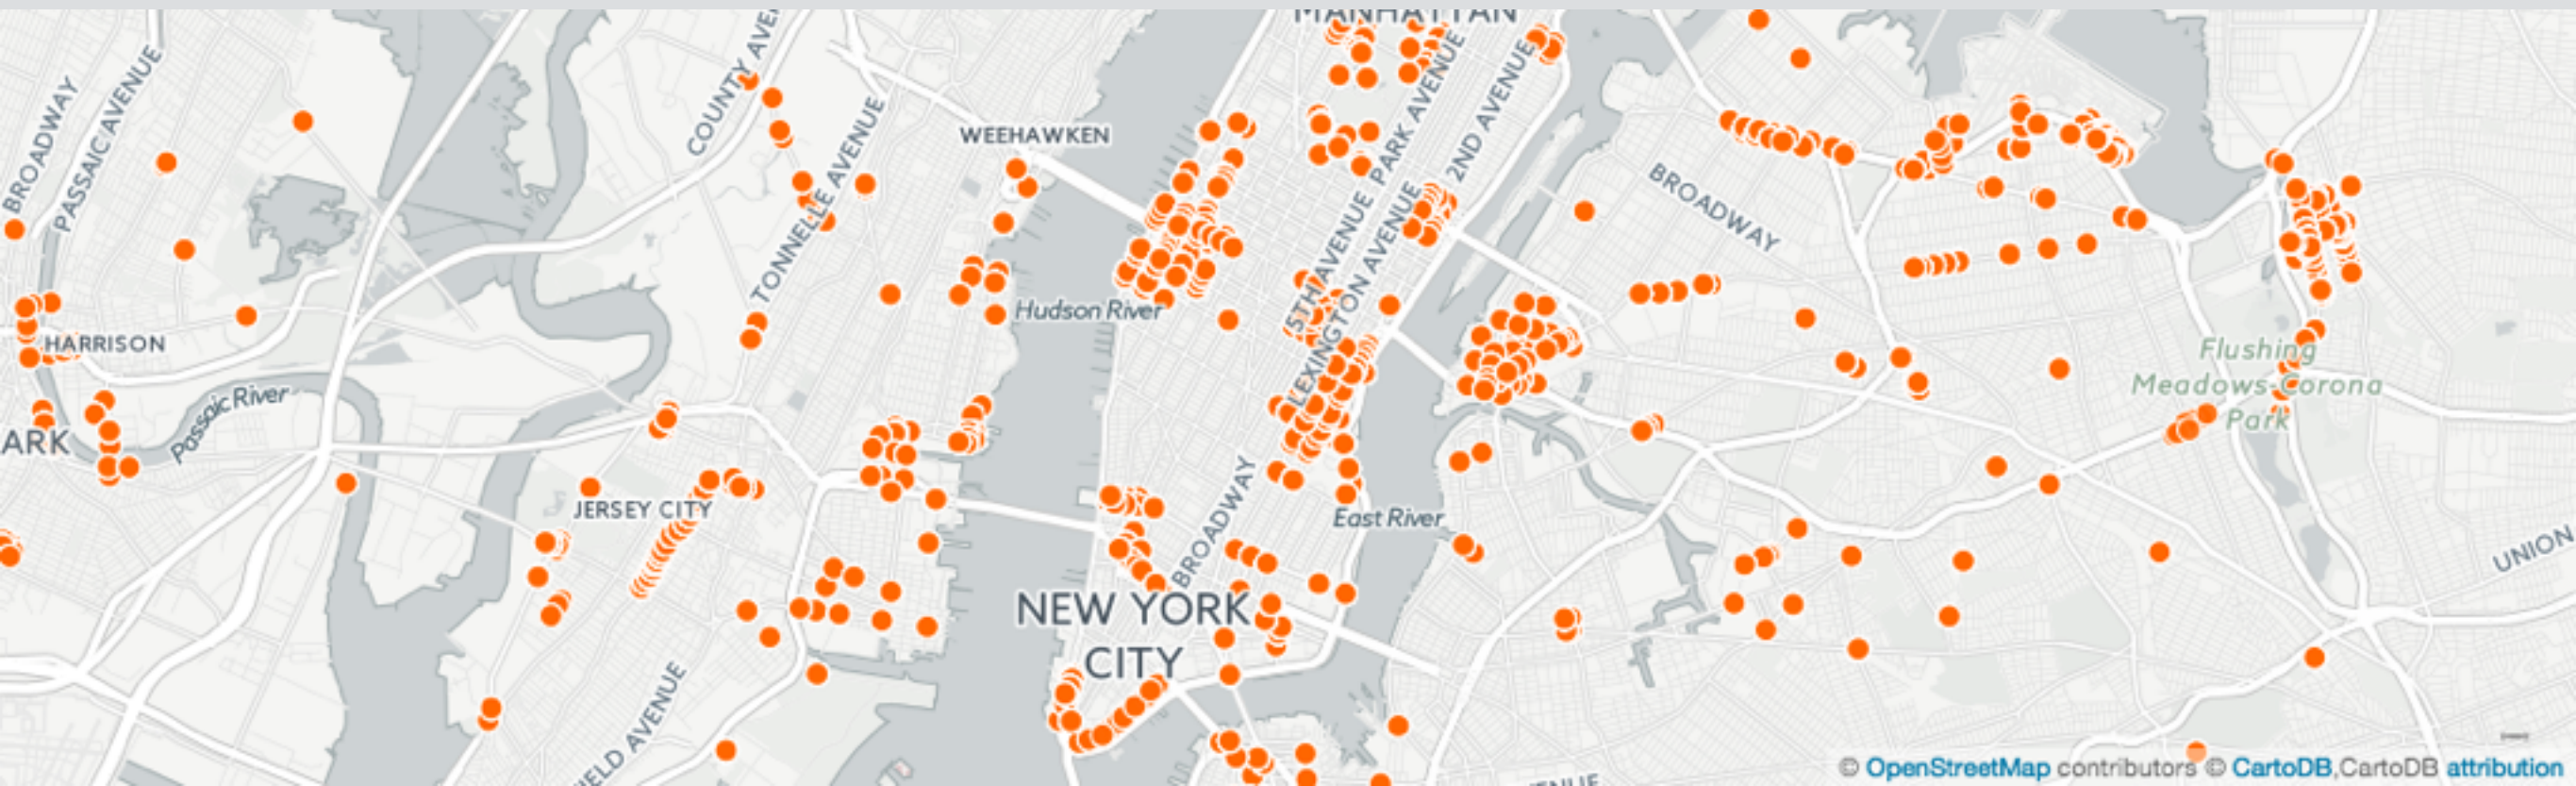 MANHATTAN
COUNTY AVE
BROADWAY
PASSAIC AVENUE
TONNELLE AVENUE
WEEHAWKEN
5TH AVENUE
PARK AVENUE
2ND AVENUE
LEXINGTON AVENUE
BROADWAY
Hudson River
HARRISON
Passaic River
ARK
JERSEY CITY
BROADWAY
East River
Flushing
Meadows-Corona
Park
UNION
NEW YORK
CITY
IELD AVENUE
ENUE
© OpenStreetMap contributors © CartoDB,CartoDB attribution